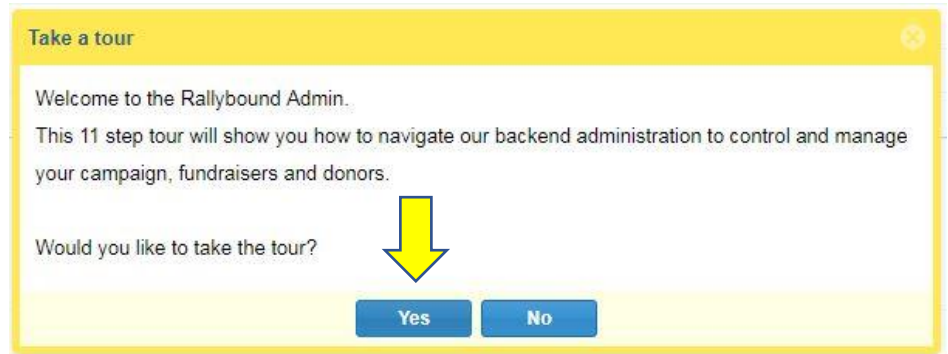 Take a tour
Welcome to the Rallybound Admin.
This 11 step tour will show you how to navigate our backend administration to control and manage
your campaign, fundraisers and donors.
Would you like to take the tour?
Yes No